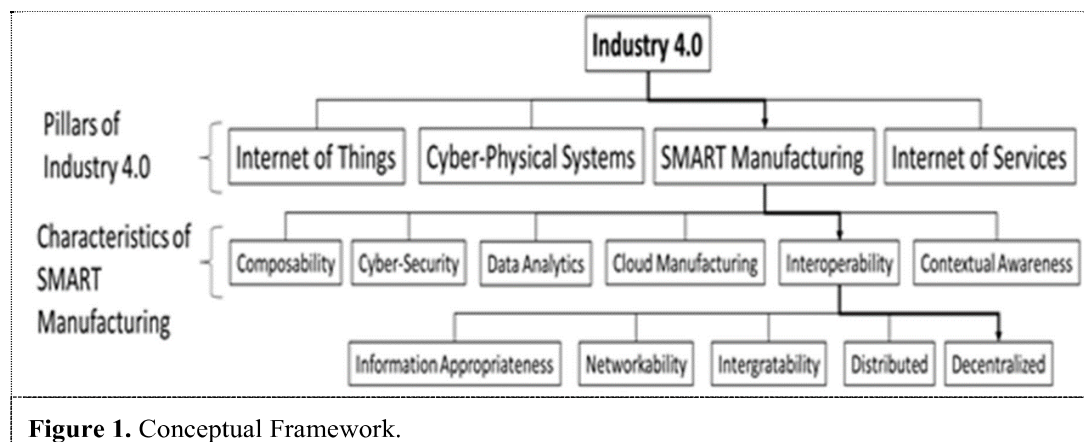 Industry 4.0
Pillars of
Industry 4.0
Internet of Things
Cyber-Physical Systems
SMART Manufacturing
Internet of Services
Characteristics of
SMART
Manufacturing
Composability
Cyber-Security
Data Analytics
Cloud Manufacturing
Interoperability
Contextual Awareness
Information Appropriateness
Networkability
Intergratability
Distributed
Decentralized
Figure 1. Conceptual Framework.